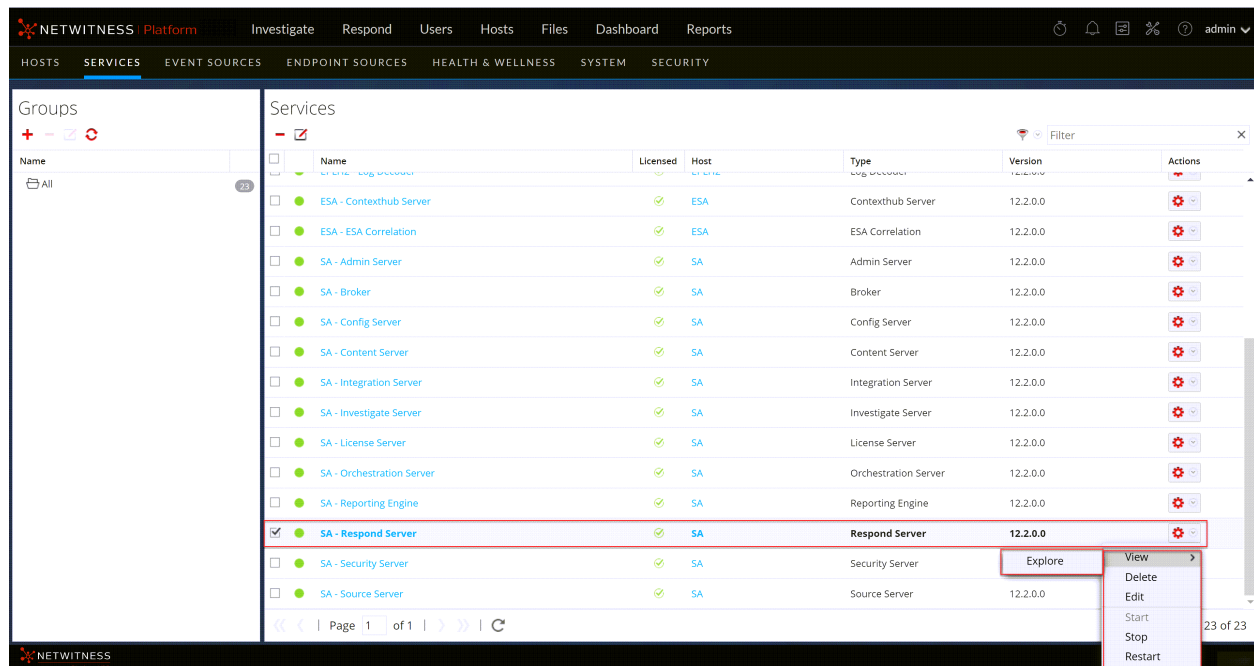 NETWITNESS Platform Investigate Respond Users Hosts Files Dashboard Reports admin
HOSTS SERVICES EVENT SOURCES ENDPOINT SOURCES HEALTH & WELLNESS SYSTEM SECURITY
Groups
Services
Filter
Name
Name Licensed Host Type Version Actions
All 23
ESA - Contexthub Server ESA Contexthub Server 12.2.0.0
ESA - ESA Correlation ESA ESA Correlation 12.2.0.0
SA - Admin Server SA Admin Server 12.2.0.0
SA - Broker SA Broker 12.2.0.0
SA - Config Server SA Config Server 12.2.0.0
SA - Content Server SA Content Server 12.2.0.0
SA - Integration Server SA Integration Server 12.2.0.0
SA - Investigate Server SA Investigate Server 12.2.0.0
SA - License Server SA License Server 12.2.0.0
SA - Orchestration Server SA Orchestration Server 12.2.0.0
SA - Reporting Engine SA Reporting Engine 12.2.0.0
SA - Respond Server SA Respond Server 12.2.0.0
SA - Security Server SA Security Server
Explore
View
Delete
SA - Source Server SA Source Server 12.2.0.0
Edit
Start
Stop
Restart
Page 1 of 1
23 of 23
NETWITNESS